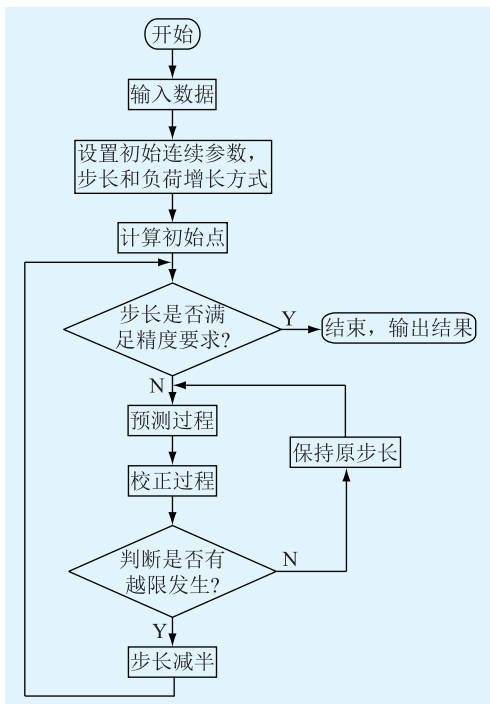 开始
输入数据
设置初始连续参数,
步长和负荷增长方式
计算初始点
步长是否满
足精度要求?
Y
结束，输出结果
N
预测过程
保持原步长
校正过程
判断是否有
越限发生?
N
Y
步长减半